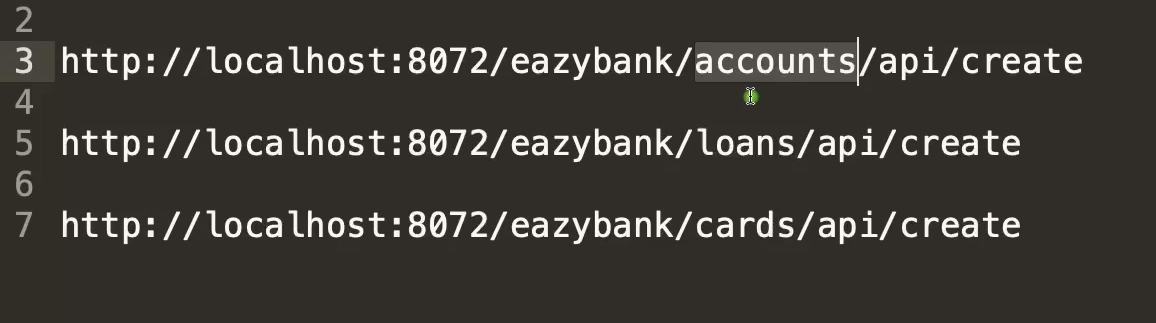 2
3 http://localhost:8072/eazybank/accounts/api/create
4
5 http://localhost:8072/eazybank/loans/api/create
6
7 http://localhost:8072/eazybank/cards/api/create